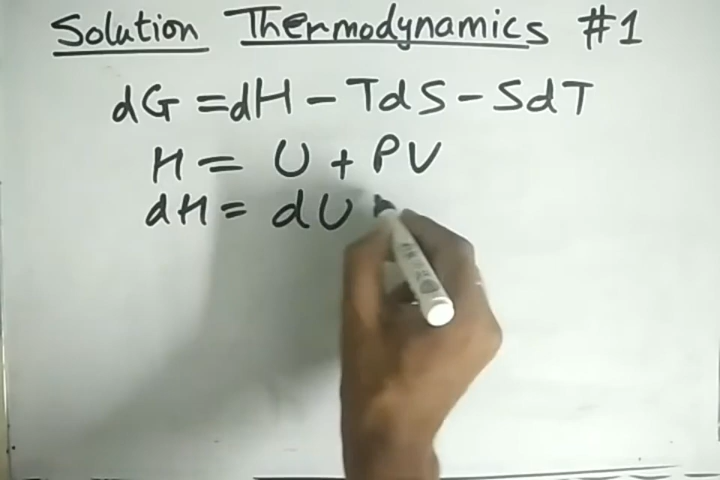 Solution Thermodynamics #1
dG = dH - TdS - SdT
H = U + PV
dH = dU